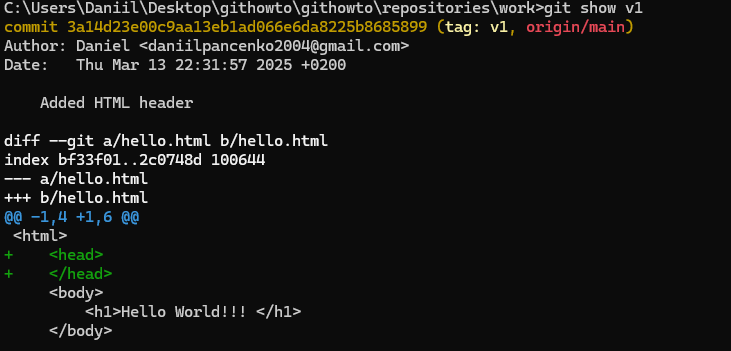 C:\Users\Daniil\Desktop\githowto\githowto\repositories\work>git show v1
commit 3a14d23e00c9aa13eb1ad066e6da8225b8685899 (tag: v1, origin/main)
Author: Daniel <daniilpancenko2004@gmail.com>
Date:   Thu Mar 13 22:31:57 2025 +0200

    Added HTML header

diff --git a/hello.html b/hello.html
index bf33f01..2c0748d 100644
--- a/hello.html
+++ b/hello.html
@@ -1,4 +1,6 @@
 <html>
+    <head>
+    </head>
     <body>
         <h1>Hello World!!! </h1>
     </body>